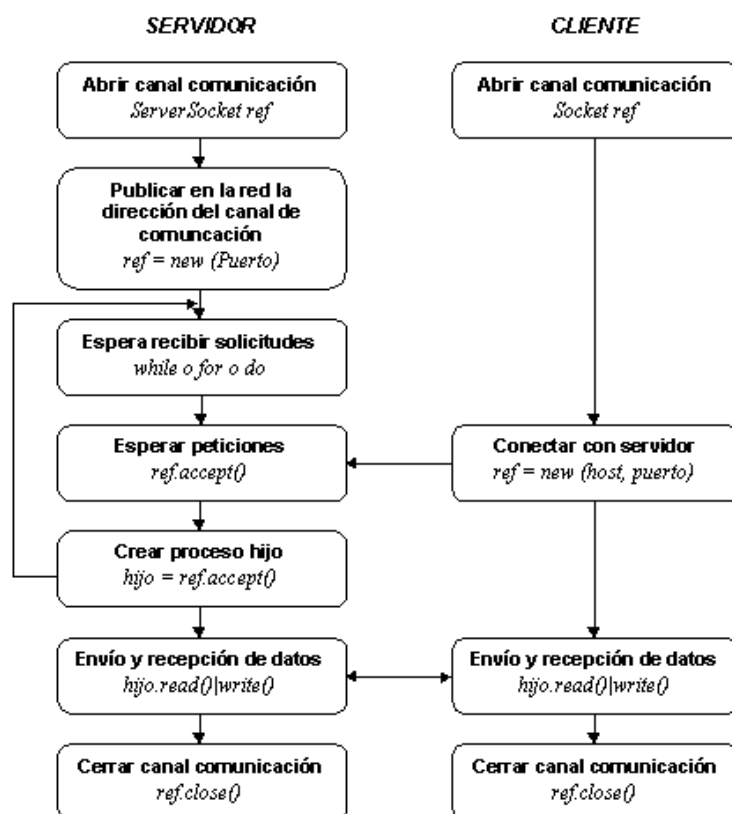 SERVIDOR
Abrir canal comunicación
ServerSocket ref
Publicar en la red la
dirección del canal de
comuncación
ref = new (Puerto)
Espera recibir solicitudes
while o for o do
Esperar peticiones
ref.accept()
Crear proceso hijo
hijo = ref.accept()
Envío y recepción de datos
hijo.read()|write()
Cerrar canal comunicación
ref.close()
CLIENTE
Abrir canal comunicación
Socket ref
Conectar con servidor
ref = new (host, puerto)
Envío y recepción de datos
hijo.read()|write()
Cerrar canal comunicación
ref.close()